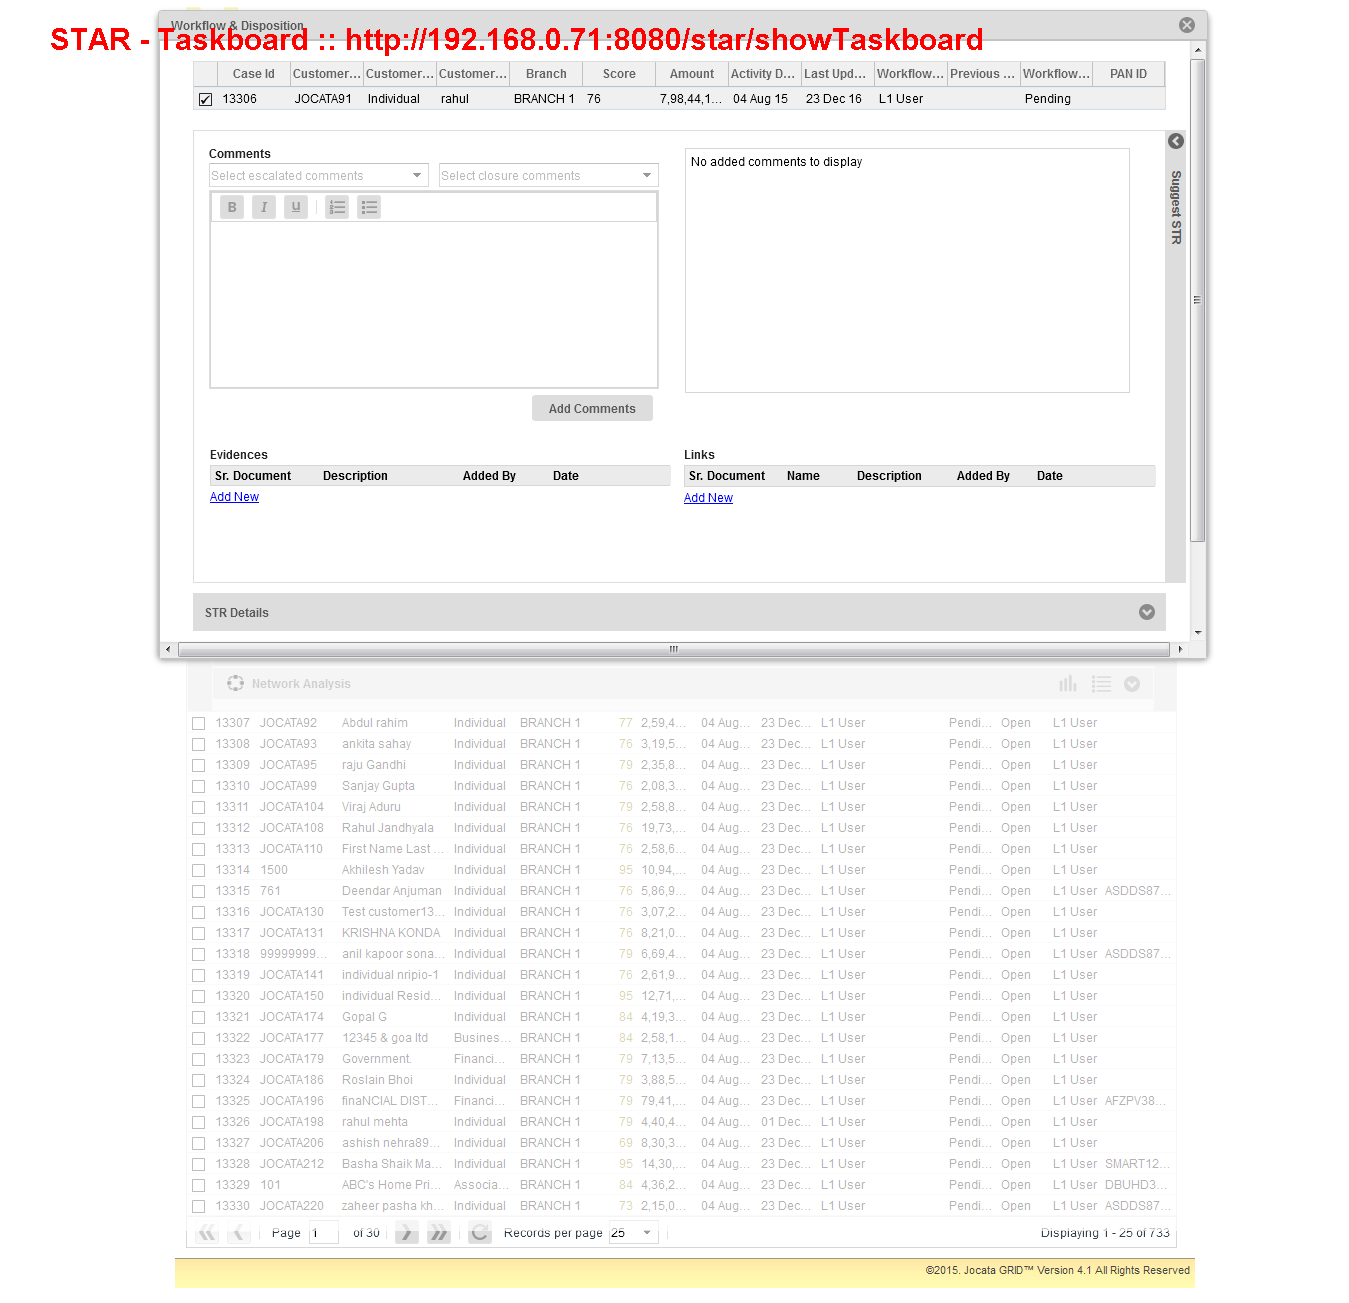 Workflow & Disposition
STAR - Taskboard :: http://192.168.0.71:8080/star/showTaskboard
Case Id Customer... Customer... Customer... Branch Score Amount Activity D... Last Upd... Workflow... Previous ... Workflow... PAN ID
13306 JOCATA91 Individual rahul BRANCH 1 76 7,98,44,1... 04 Aug 15 23 Dec 16 L1 User Pending
Comments
Select escalated comments Select closure comments
No added comments to display
B I U
Suggest STR
Add Comments
Evidences Links
Sr. Document Description Added By Date
Add New
Sr. Document Name Description Added By Date
Add New
STR Details
Network Analysis
13307 JOCATA92 Abdul rahim Individual BRANCH 1 77 2,59,4... 04 Aug... 23 Dec... L1 User Pendi... Open L1 User
13308 JOCATA93 ankita sahay Individual BRANCH 1 76 3,19,5... 04 Aug... 23 Dec... L1 User Pendi... Open L1 User
13309 JOCATA95 raju Gandhi Individual BRANCH 1 79 2,35,8... 04 Aug... 23 Dec... L1 User Pendi... Open L1 User
13310 JOCATA99 Sanjay Gupta Individual BRANCH 1 76 2,08,3... 04 Aug... 23 Dec... L1 User Pendi... Open L1 User
13311 JOCATA104 Viraj Aduru Individual BRANCH 1 79 2,58,8... 04 Aug... 23 Dec... L1 User Pendi... Open L1 User
13312 JOCATA108 Rahul Jandhyala Individual BRANCH 1 76 19,73,... 04 Aug... 23 Dec... L1 User Pendi... Open L1 User
13313 JOCATA110 First Name Last ... Individual BRANCH 1 76 2,58,6... 04 Aug... 23 Dec... L1 User Pendi... Open L1 User
13314 1500 Akhilesh Yadav Individual BRANCH 1 95 10,94,... 04 Aug... 23 Dec... L1 User Pendi... Open L1 User
13315 761 Deendar Anjuman Individual BRANCH 1 76 5,86,9... 04 Aug... 23 Dec... L1 User Pendi... Open L1 User ASDDS87...
13316 JOCATA130 Test customer13... Individual BRANCH 1 76 3,07,2... 04 Aug... 23 Dec... L1 User Pendi... Open L1 User
13317 JOCATA131 KRISHNA KONDA Individual BRANCH 1 76 8,21,0... 04 Aug... 23 Dec... L1 User Pendi... Open L1 User
13318 99999999... anil kapoor sona... Individual BRANCH 1 79 6,69,4... 04 Aug... 23 Dec... L1 User Pendi... Open L1 User ASDDS87...
13319 JOCATA141 individual nripio-1 Individual BRANCH 1 76 2,61,9... 04 Aug... 23 Dec... L1 User Pendi... Open L1 User
13320 JOCATA150 individual Resid... Individual BRANCH 1 95 12,71,... 04 Aug... 23 Dec... L1 User Pendi... Open L1 User
13321 JOCATA174 Gopal G Individual BRANCH 1 84 4,19,3... 04 Aug... 23 Dec... L1 User Pendi... Open L1 User
13322 JOCATA177 12345 & goa ltd Busines... BRANCH 1 84 2,58,1... 04 Aug... 23 Dec... L1 User Pendi... Open L1 User
13323 JOCATA179 Government. Financi... BRANCH 1 79 7,13,5... 04 Aug... 23 Dec... L1 User Pendi... Open L1 User
13324 JOCATA186 Roslain Bhoi Individual BRANCH 1 79 3,88,5... 04 Aug... 23 Dec... L1 User Pendi... Open L1 User
13325 JOCATA196 finaNCIAL DIST... Financi... BRANCH 1 79 79,41,... 04 Aug... 23 Dec... L1 User Pendi... Open L1 User AFZPV38...
13326 JOCATA198 rahul mehta Individual BRANCH 1 79 4,40,4... 04 Aug... 01 Dec... L1 User Pendi... Open L1 User
13327 JOCATA206 ashish nehra89... Individual BRANCH 1 69 8,30,3... 04 Aug... 23 Dec... L1 User Pendi... Open L1 User
13328 JOCATA212 Basha Shaik Ma... Individual BRANCH 1 95 14,30,... 04 Aug... 23 Dec... L1 User Pendi... Open L1 User SMART12...
13329 101 ABC's Home Pri... Associa... BRANCH 1 84 4,36,2... 04 Aug... 23 Dec... L1 User Pendi... Open L1 User DBUHD3...
13330 JOCATA220 zaheer pasha kh... Individual BRANCH 1 73 2,15,0... 04 Aug... 23 Dec... L1 User Pendi... Open L1 User ASDDS87...
Page 1 of 30 Records per page 25 Displaying 1 - 25 of 733
©2015. Jocata GRID™ Version 4.1 All Rights Reserved